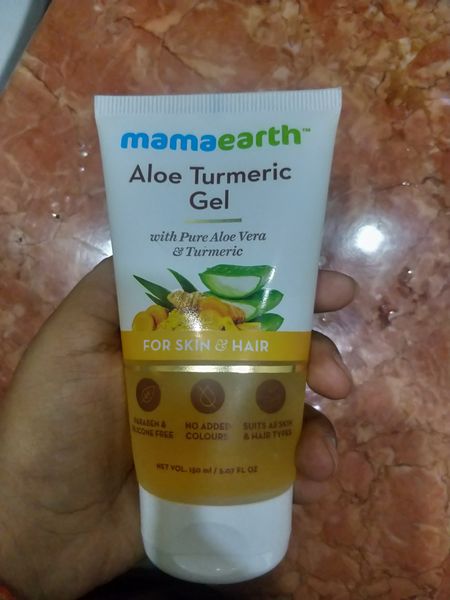 mamaearth™
Aloe Turmeric
Gel
with Pure Aloe Vera
& Turmeric
FOR SKIN & HAIR
PARABEN &
SILICONE FREE
NO ADDED
COLOURS
SUITS ALL SKIN
& HAIR TYPES
NET VOL. 150 ml / 5.07 FL OZ